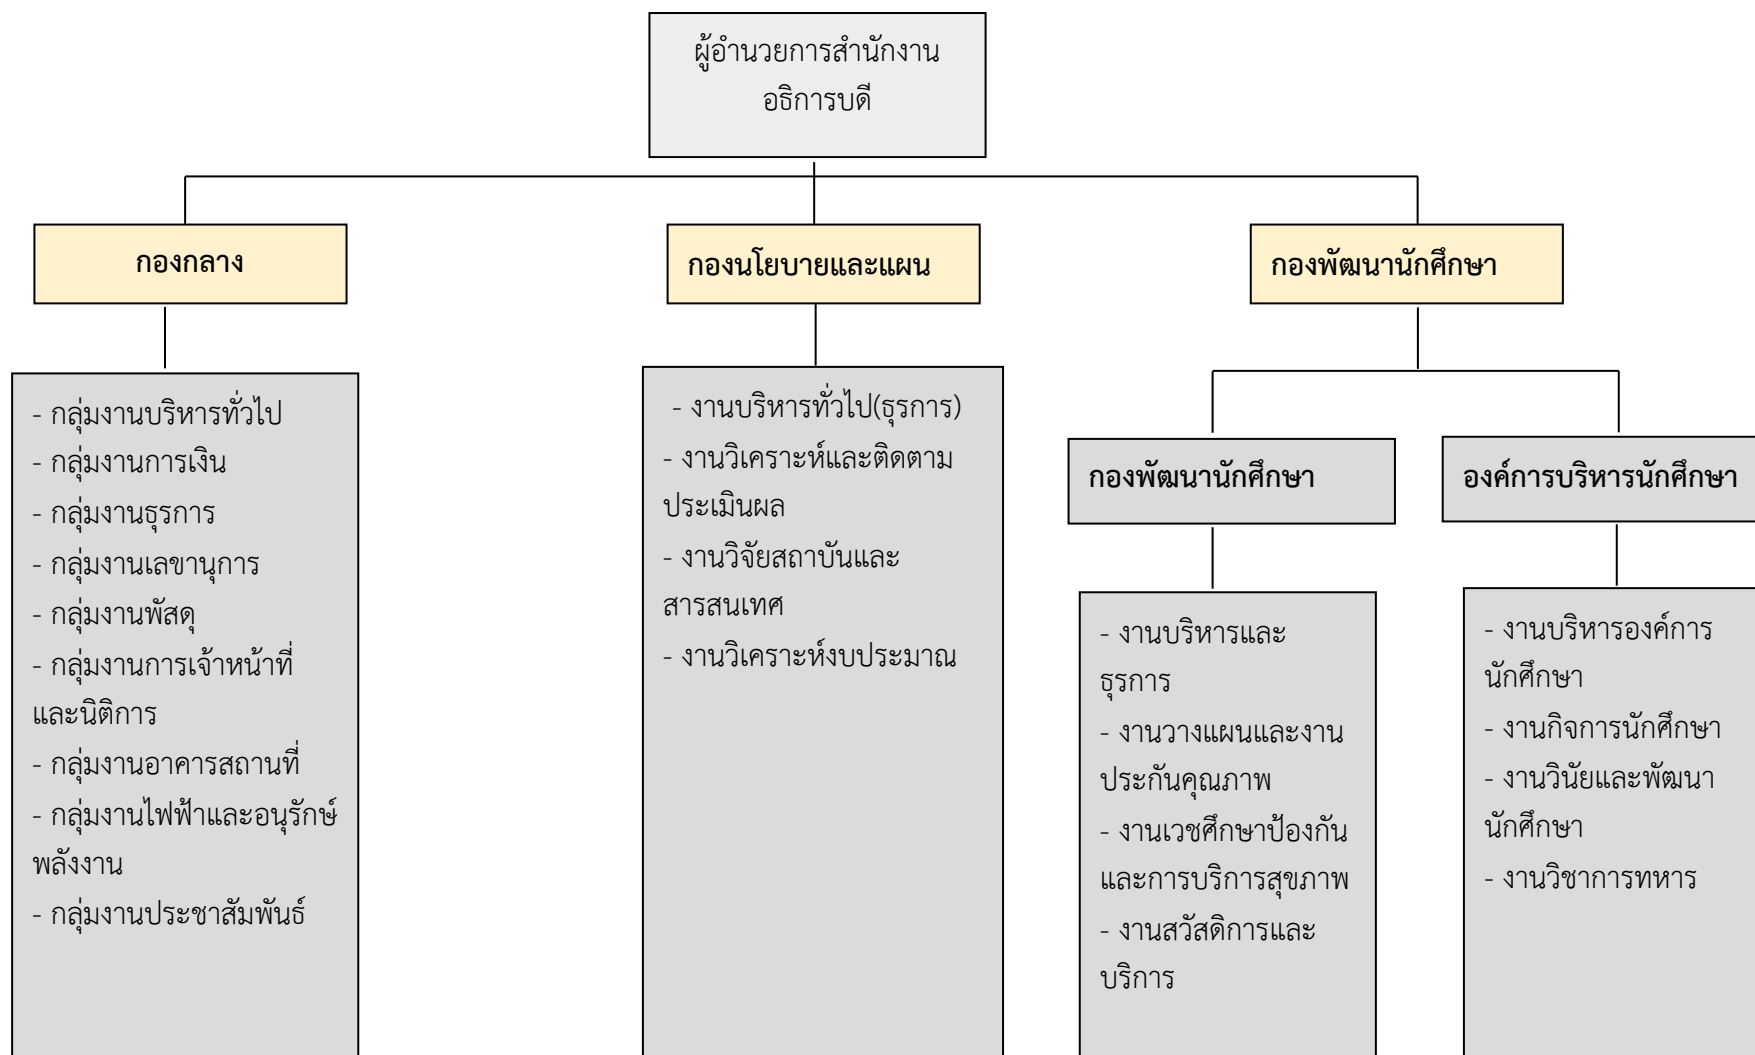 ผู้อำนวยการสำนักงาน
อธิการบดี
กองกลาง
กองนโยบายและแผน
กองพัฒนานักศึกษา
- กลุ่มงานบริหารทั่วไป
- กลุ่มงานการเงิน
- กลุ่มงานธุรการ
- กลุ่มงานเลขานุการ
- กลุ่มงานพัสดุ
- กลุ่มงานการเจ้าหน้าที่
และนิติการ
- กลุ่มงานอาคารสถานที่
- กลุ่มงานไฟฟ้าและอนุรักษ์
พลังงาน
- กลุ่มงานประชาสัมพันธ์
- งานบริหารทั่วไป(ธุรการ)
- งานวิเคราะห์และติดตาม
ประเมินผล
- งานวิจัยสถาบันและ
สารสนเทศ
- งานวิเคราะห์งบประมาณ
กองพัฒนานักศึกษา
- งานบริหารและ
ธุรการ
- งานวางแผนและงาน
ประกันคุณภาพ
- งานเวชศึกษาป้องกัน
และการบริการสุขภาพ
- งานสวัสดิการและ
บริการ
องค์การบริหารนักศึกษา
- งานบริหารองค์การ
นักศึกษา
- งานกิจการนักศึกษา
- งานวินัยและพัฒนา
นักศึกษา
- งานวิชาการทหาร